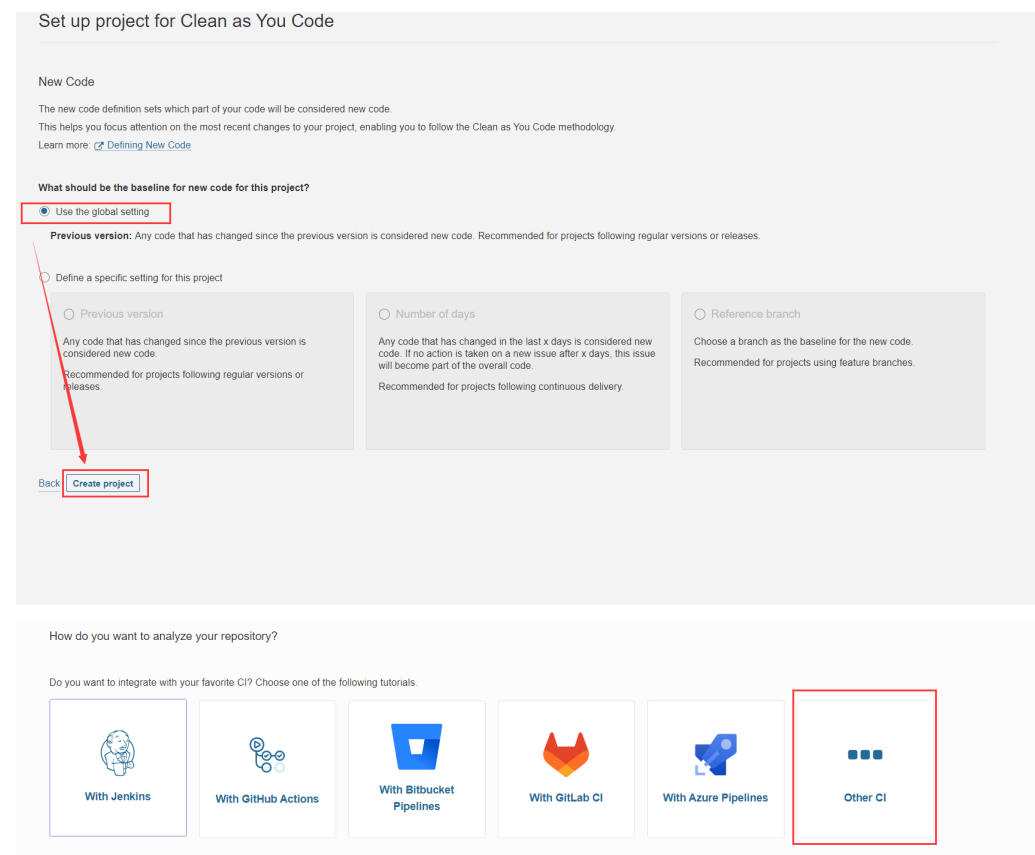 Set up project for Clean as You Code
New Code
The new code definition sets which part of your code will be considered new code.
This helps you focus attention on the most recent changes to your project, enabling you to follow the Clean as You Code methodology.
Learn more: Defining New Code
What should be the baseline for new code for this project?
Use the global setting
Previous version: Any code that has changed since the previous version is considered new code. Recommended for projects following regular versions or releases.
Define a specific setting for this project
Previous version
Any code that has changed since the previous version is
considered new code.
Recommended for projects following regular versions or
releases.
Number of days
Any code that has changed in the last x days is considered new
code. If no action is taken on a new issue after x days, this issue
will become part of the overall code.
Recommended for projects following continuous delivery.
Reference branch
Choose a branch as the baseline for the new code.
Recommended for projects using feature branches.
Back Create project
How do you want to analyze your repository?
Do you want to integrate with your favorite CI? Choose one of the following tutorials.
With Jenkins
With GitHub Actions
With Bitbucket
Pipelines
With GitLab CI
With Azure Pipelines
Other CI